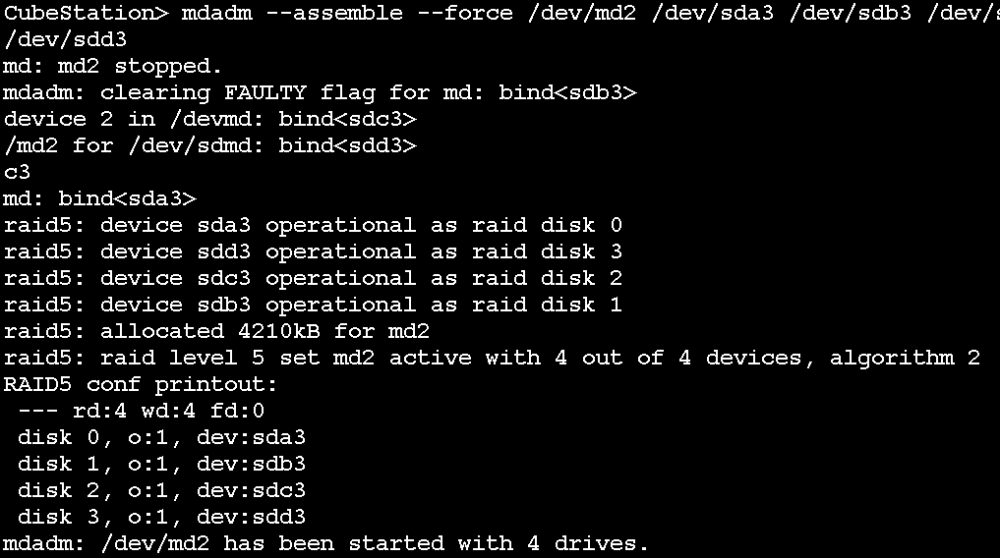 CubeStation> mdadm --assemble --force /dev/md2 /dev/sda3 /dev/sdb3 /dev/s
/dev/sdd3
md: md2 stopped.
mdadm: clearing FAULTY flag for md: bind<sdb3>
device 2 in /devmd: bind<sdc3>
/md2 for /dev/sdmd: bind<sdd3>
c3
md: bind<sda3>
raid5: device sda3 operational as raid disk 0
raid5: device sdd3 operational as raid disk 3
raid5: device sdc3 operational as raid disk 2
raid5: device sdb3 operational as raid disk 1
raid5: allocated 4210kB for md2
raid5: raid level 5 set md2 active with 4 out of 4 devices, algorithm 2
RAID5 conf printout:
 --- rd:4 wd:4 fd:0
 disk 0, o:1, dev:sda3
 disk 1, o:1, dev:sdb3
 disk 2, o:1, dev:sdc3
 disk 3, o:1, dev:sdd3
mdadm: /dev/md2 has been started with 4 drives.